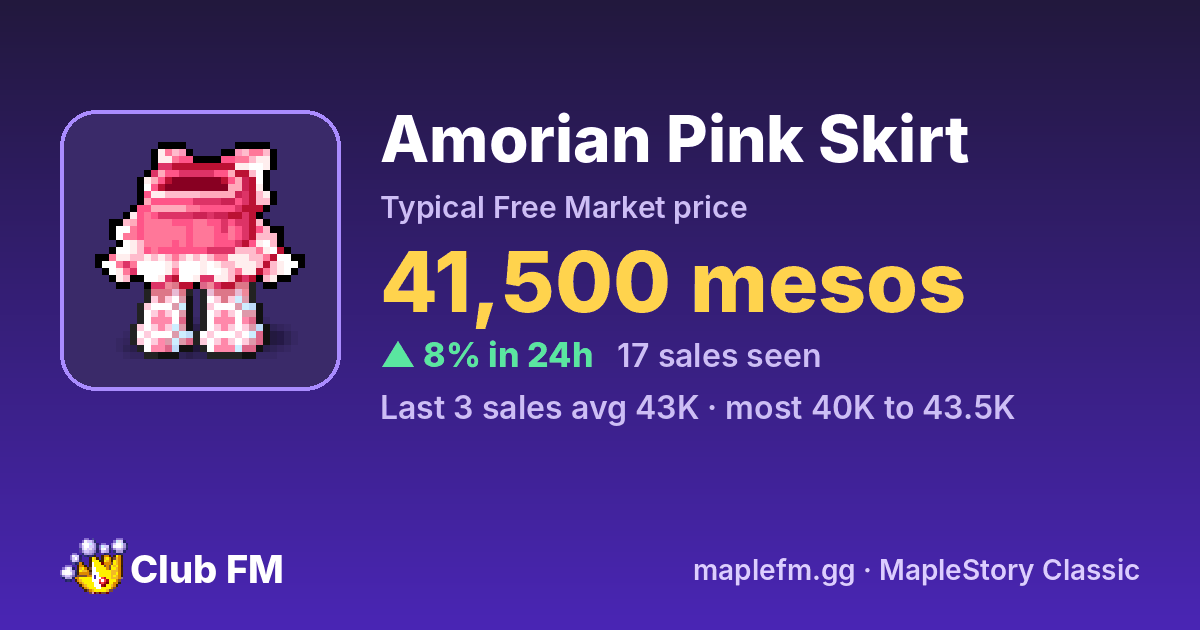 Amorian Pink Skirt
Typical Free Market price
41,500 mesos
▲ 8% in 24h 17 sales seen
Last 3 sales avg 43K · most 40K to 43.5K
Club FM
maplefm.gg · MapleStory Classic